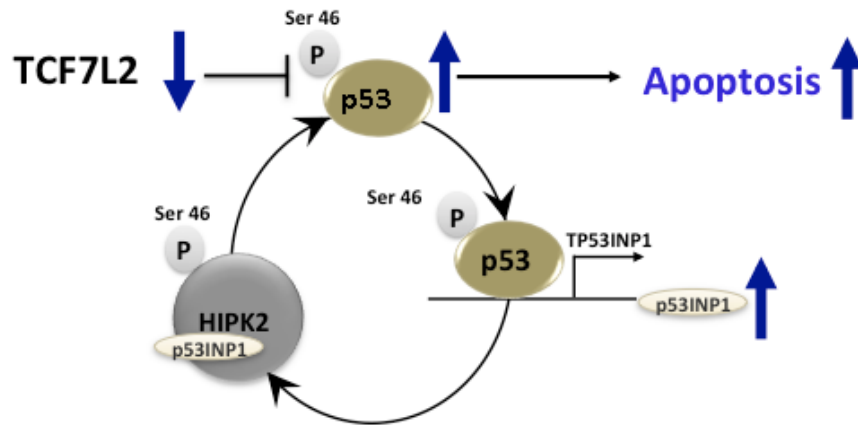 Ser 46
P
TCF7L2
p53
Apoptosis
Ser 46
P
Ser 46
P
p53
TP53INP1
p53INP1
HIPK2
p53INP1